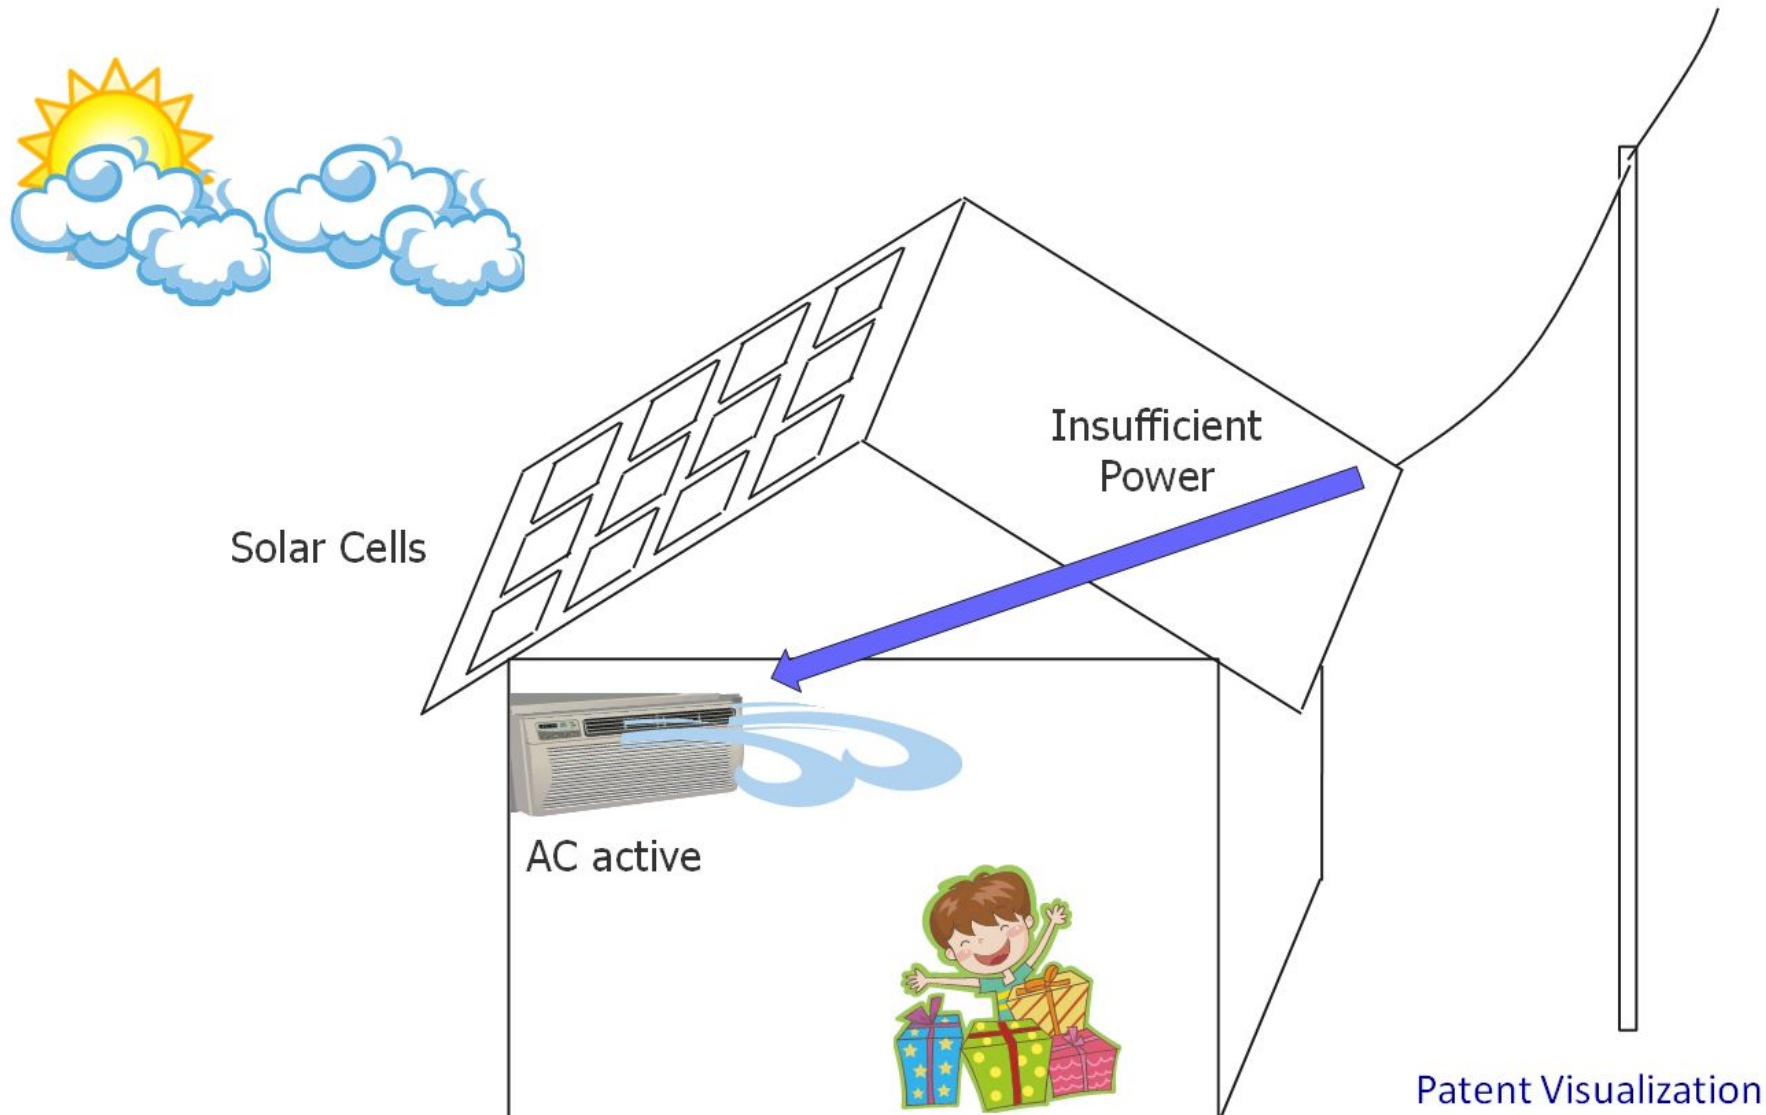 Insufficient
Power
Solar Cells
AC active
Patent Visualization